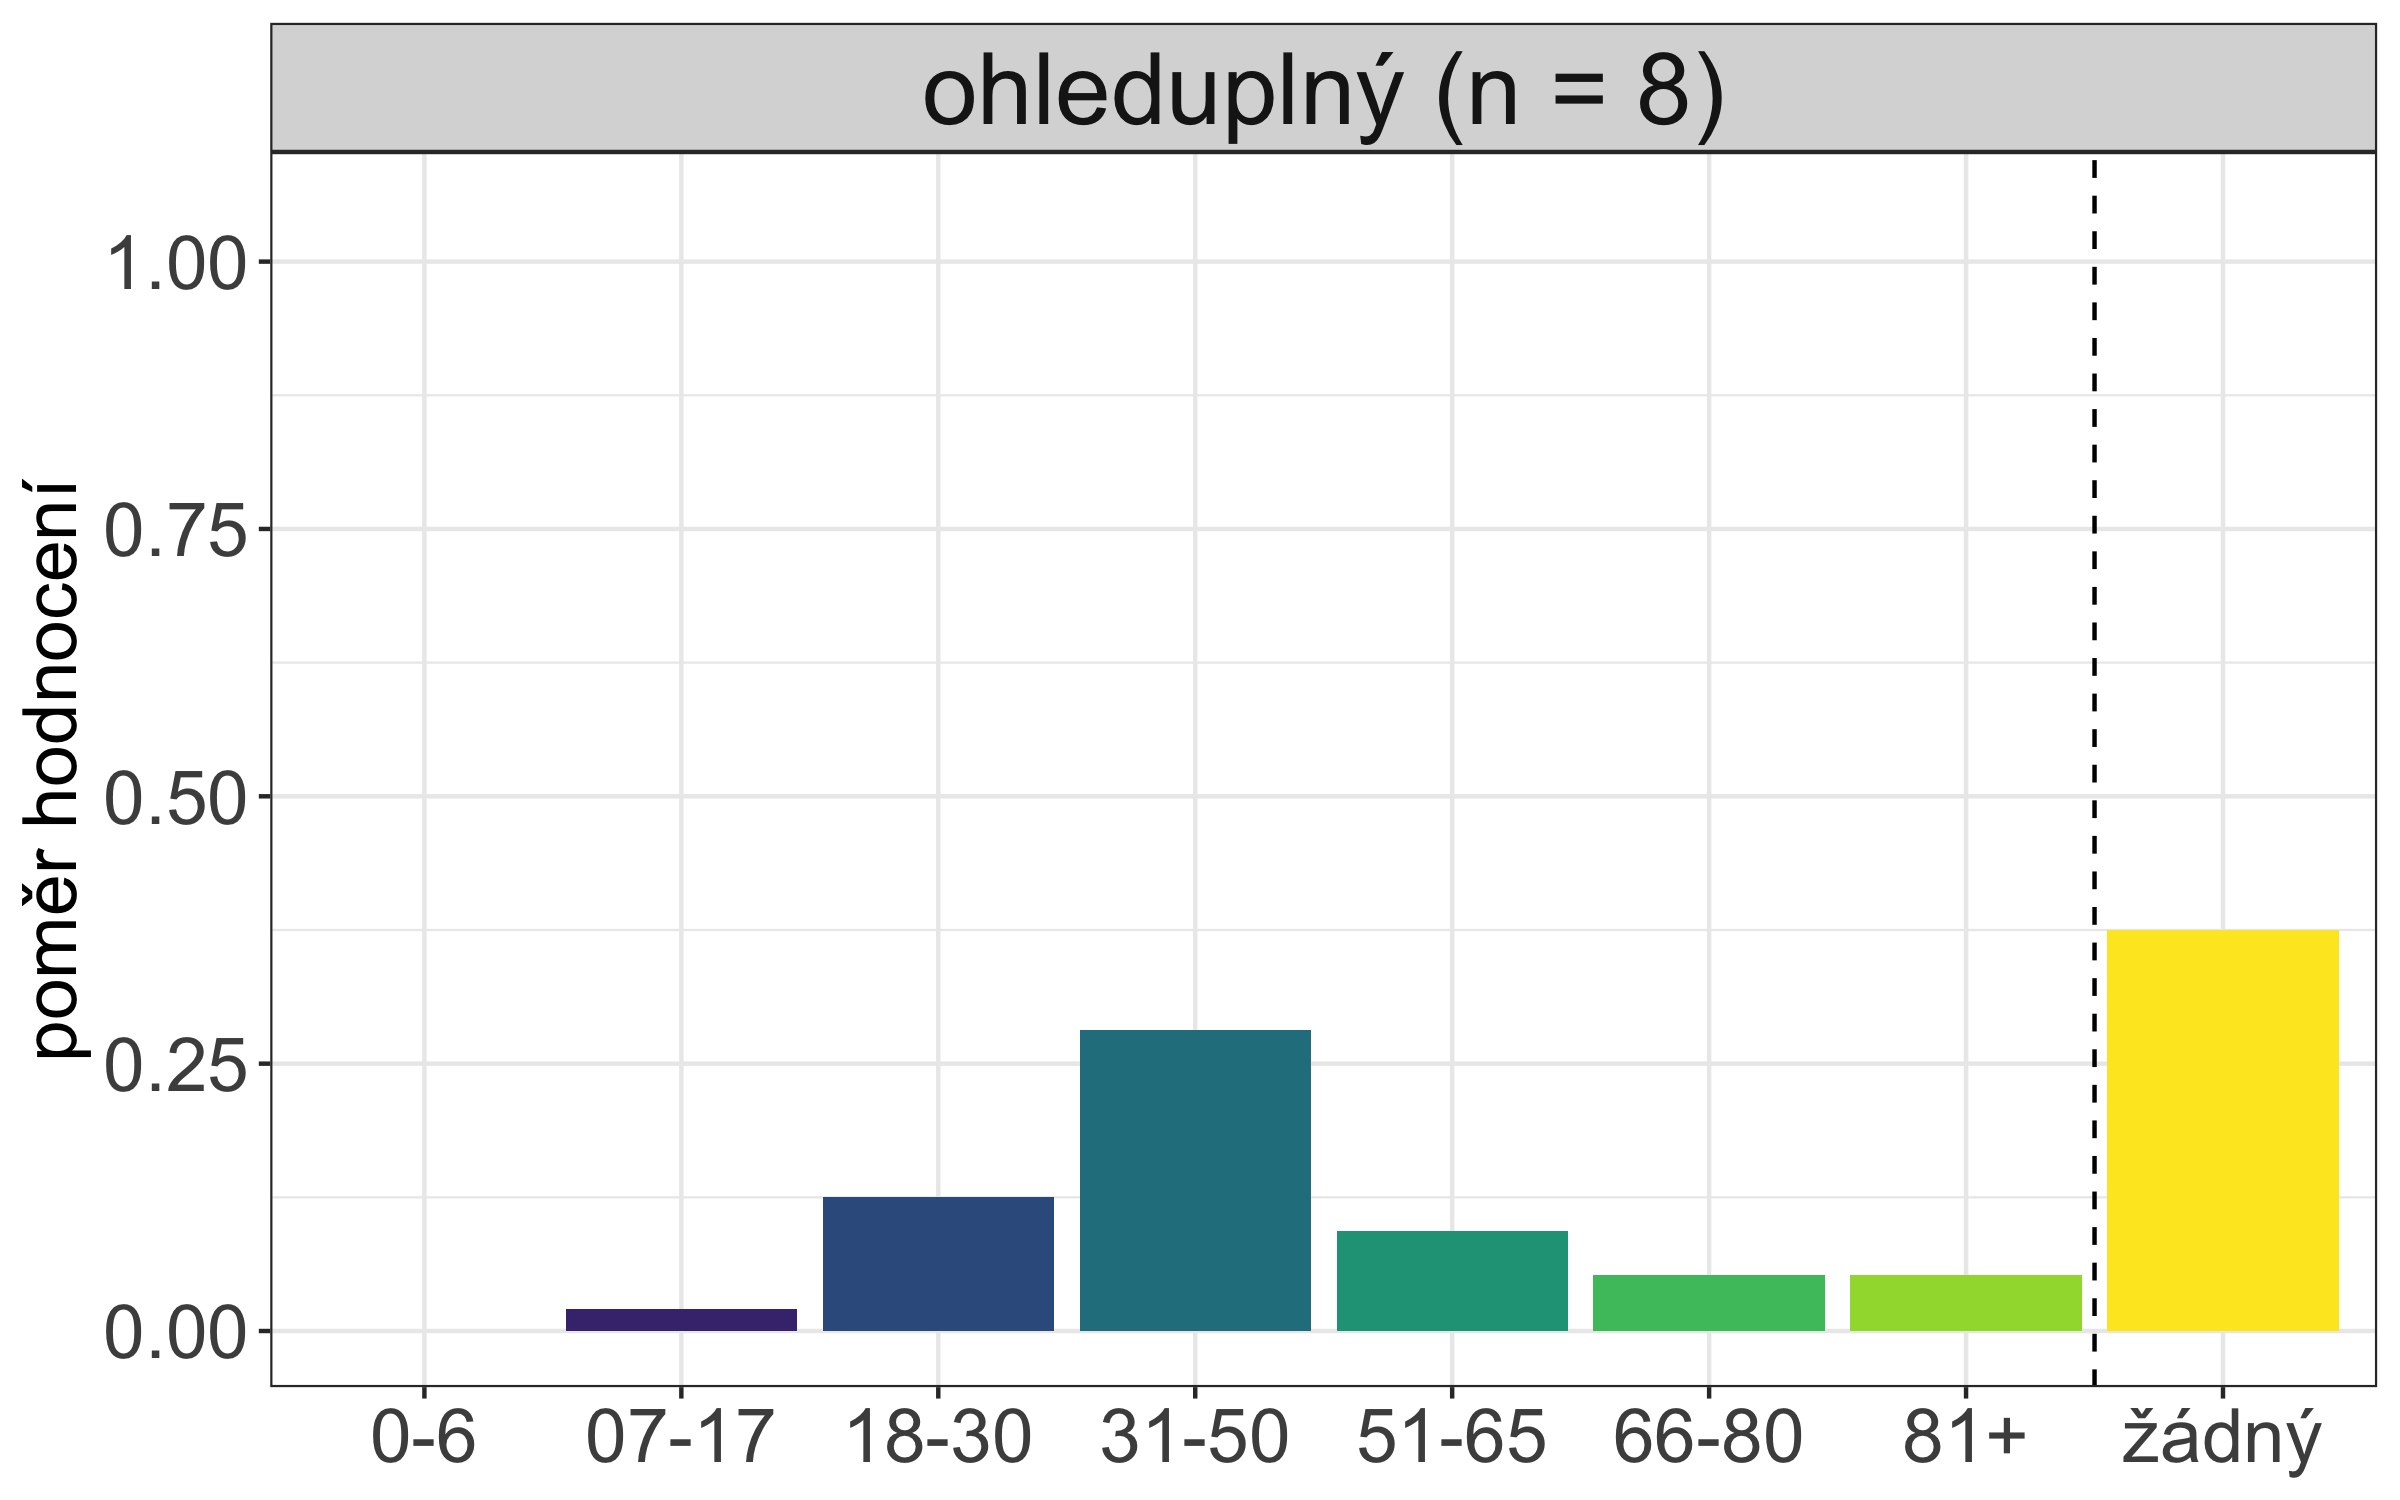 ohleduplný (n = 8)
poměr hodnocení
1.00
0.75
0.50
0.25
0.00
0-6 07-17 18-30 31-50 51-65 66-80 81+ žádný